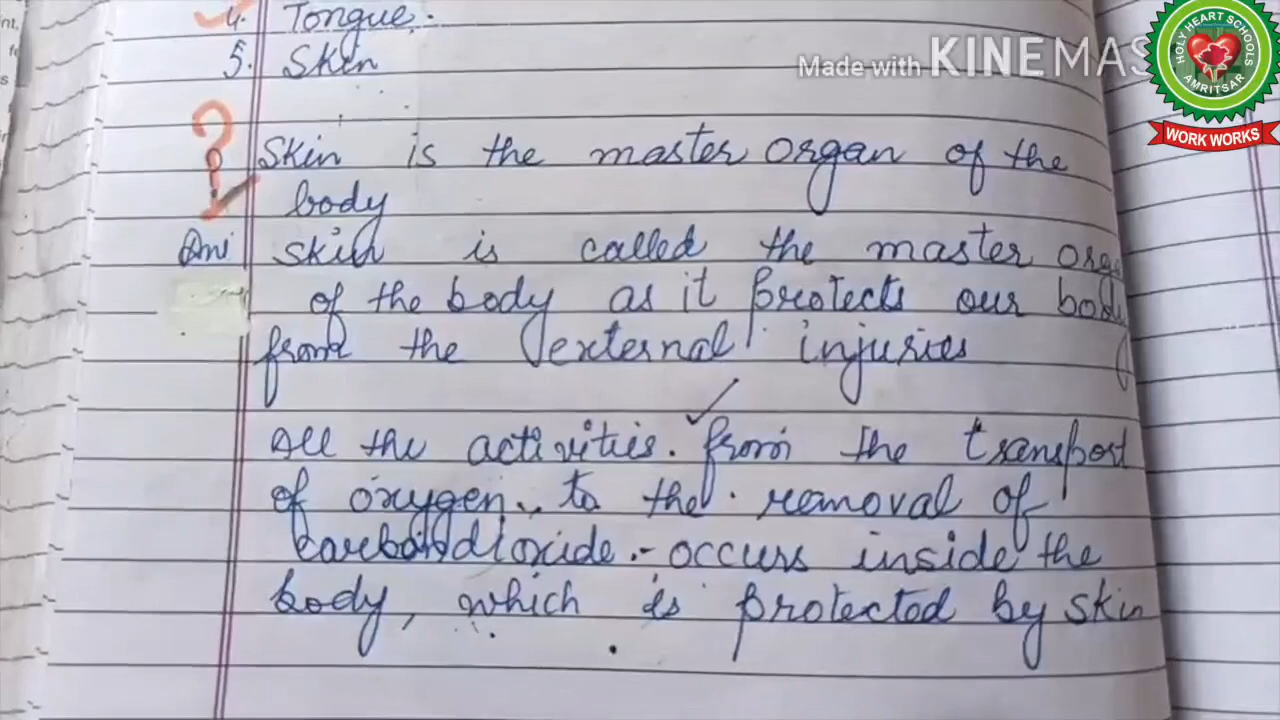 4. Tongue.
5. Skin
Made with KINEMAS
HOLY HEART SCHOOLS
AMRITSAR
WORK WORKS
? Skin is the master organ of the
body
Ans skin is called the master orga
of the body as it protects our body
from the external injuries
All the activities. from the transport
of oxygen.. to the. removal of
carbondioxide.- occurs inside the
body, which is protected by skin